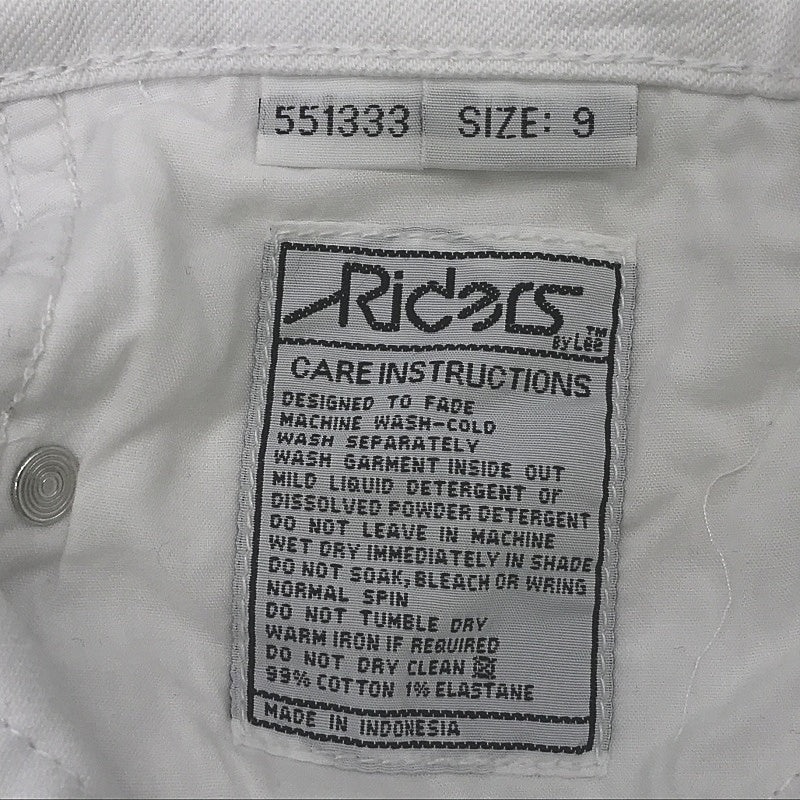 551333 SIZE: 9
Riders™
BY Lee
CARE INSTRUCTIONS
DESIGNED TO FADE
MACHINE WASH-COLD
WASH SEPARATELY
WASH GARMENT INSIDE OUT
MILD LIQUID DETERGENT OR
DISSOLVED POWDER DETERGENT
DO NOT LEAVE IN MACHINE
WET DRY IMMEDIATELY IN SHADE
DO NOT SOAK, BLEACH OR WRING
NORMAL SPIN
DO NOT TUMBLE DRY
WARM IRON IF REQUIRED
DO NOT DRY CLEAN
99% COTTON 1% ELASTANE
MADE IN INDONESIA